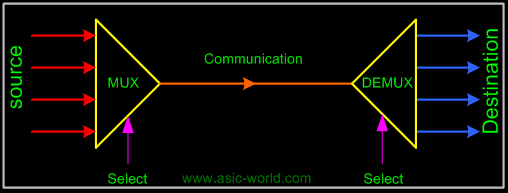 source
MUX
Communication
DEMUX
Destination
Select
www.asic-world.com
Select